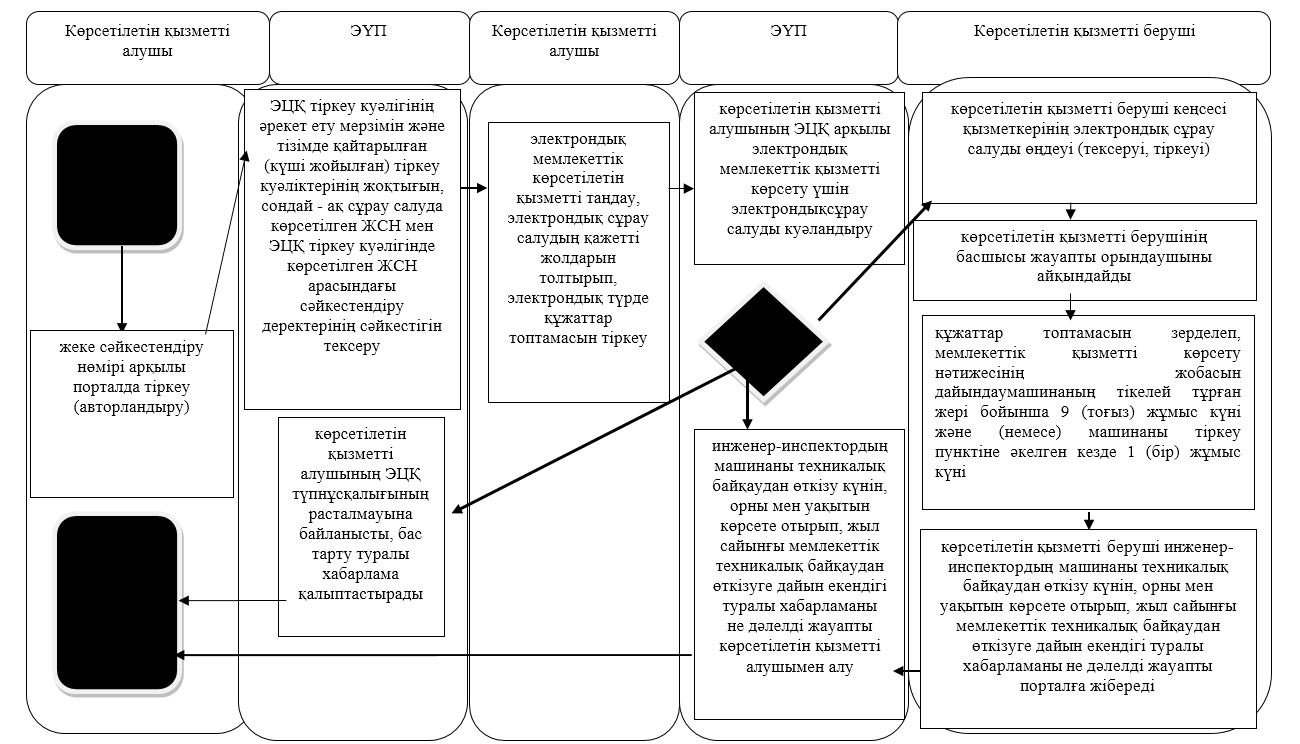 Көрсетілетін қызметті
алушы
ЭҮП
Көрсетілетін қызметті
алушы
ЭҮП
Көрсетілетін қызметті беруші
жеке сәйкестендіру
нөмірі арқылы
порталда тіркеу
(авторландыру)
ЭЦҚ тіркеу куәлігінің
әрекет ету мерзімін және
тізімде қайтарылған
(күші жойылған) тіркеу
куәліктерінің жоқтығын,
сондай - ақ сұрау салуда
көрсетілген ЖСН мен
ЭЦҚ тіркеу куәлігінде
көрсетілген ЖСН
арасындағы
сәйкестендіру
деректерінің сәйкестігін
тексеру
көрсетілетін
қызметті
алушының ЭЦҚ
түпнұсқалығының
расталмауына
байланысты, бас
тарту туралы
хабарлама
қалыптастырады
электрондық
мемлекеттік
көрсетілетін
қызметті таңдау,
электрондық сұрау
салудың қажетті
жолдарын
толтырып,
электрондық түрде
құжаттар
топтамасын тіркеу
көрсетілетін қызметті
алушының ЭЦҚ арқылы
электрондық
мемлекеттік қызметті
көрсету үшін
электрондықсұрау
салуды куәландыру
инженер-инспектордың
машинаны техникалық
байқаудан өткізу күнін,
орны мен уақытын
көрсете отырып, жыл
сайынғы мемлекеттік
техникалық байқаудан
өткізуге дайын екендігі
туралы хабарламаны
не дәлелді жауапты
көрсетілетін қызметті
алушымен алу
көрсетілетін қызметті беруші кеңсесі
қызметкерінің электрондық сұрау
салуды өңдеуі (тексеруі, тіркеуі)
көрсетілетін қызметті берушінің
басшысы жауапты орындаушыны
айқындайды
құжаттар топтамасын зерделеп,
мемлекеттік қызметті көрсету
нәтижесінің жобасын
дайындаумашинаның тікелей тұрған
жері бойынша 9 (тоғыз) жұмыс күні
және (немесе) машинаны тіркеу
пунктіне әкелген кезде 1 (бір) жұмыс
күні
көрсетілетін қызметті беруші инженер-
инспектордың машинаны техникалық
байқаудан өткізу күнін, орны мен
уақытын көрсете отырып, жыл сайынғы
мемлекеттік техникалық байқаудан
өткізуге дайын екендігі туралы
хабарламаны не дәлелді жауапты
порталға жібереді